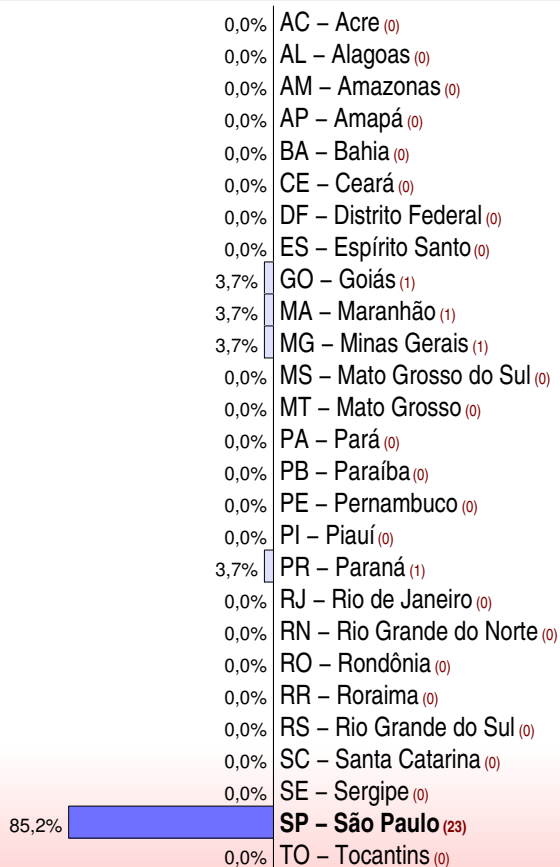 0,0% AC – Acre (0)
0,0% AL – Alagoas (0)
0,0% AM – Amazonas (0)
0,0% AP – Amapá (0)
0,0% BA – Bahia (0)
0,0% CE – Ceará (0)
0,0% DF – Distrito Federal (0)
0,0% ES – Espírito Santo (0)
3,7% GO – Goiás (1)
3,7% MA – Maranhão (1)
3,7% MG – Minas Gerais (1)
0,0% MS – Mato Grosso do Sul (0)
0,0% MT – Mato Grosso (0)
0,0% PA – Pará (0)
0,0% PB – Paraíba (0)
0,0% PE – Pernambuco (0)
0,0% PI – Piauí (0)
3,7% PR – Paraná (1)
0,0% RJ – Rio de Janeiro (0)
0,0% RN – Rio Grande do Norte (0)
0,0% RO – Rondônia (0)
0,0% RR – Roraima (0)
0,0% RS – Rio Grande do Sul (0)
0,0% SC – Santa Catarina (0)
0,0% SE – Sergipe (0)
85,2% SP – São Paulo (23)
0,0% TO – Tocantins (0)